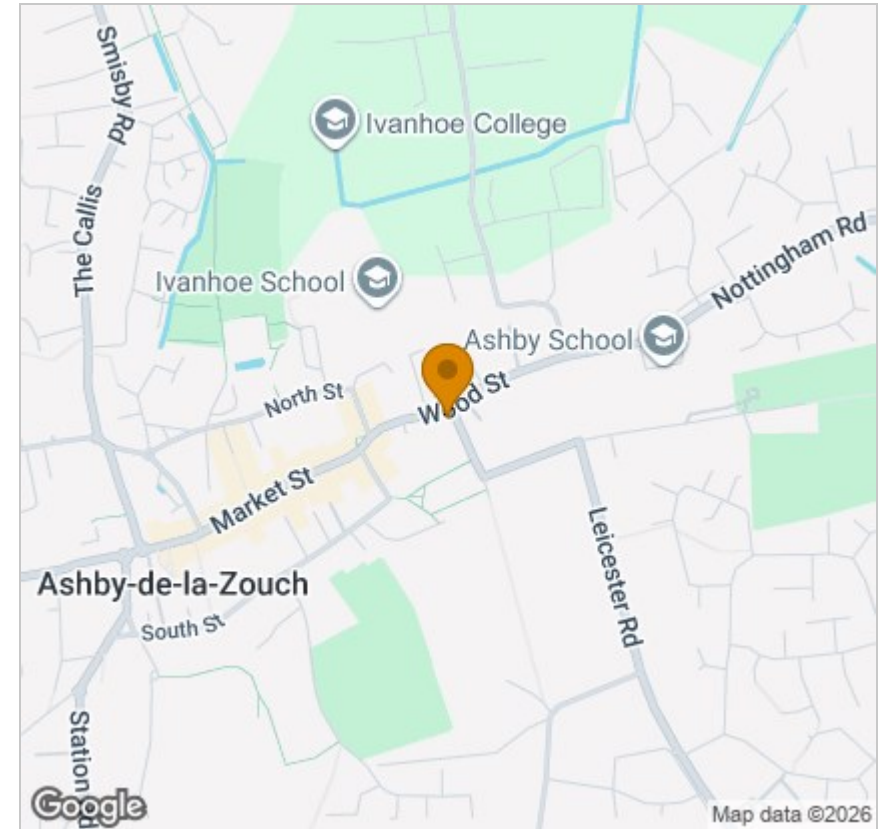 Smisby Rd
Ivanhoe College
The Callis
Ivanhoe School
Nottingham Rd
Ashby School
North St
Wood St
Market St
Leicester Rd
Ashby-de-la-Zouch
South St
Station Rd
Google
Map data ©2026